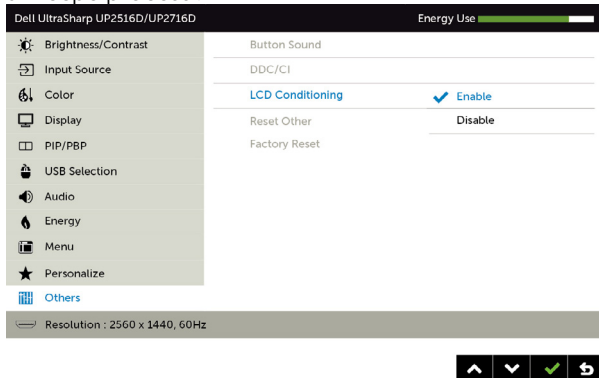 Dell UltraSharp UP2516D/UP2716D Energy Use
Brightness/Contrast Button Sound
Input Source DDC/CI
Color LCD Conditioning Enable
Display Reset Other Disable
PIP/PBP Factory Reset
USB Selection
Audio
Energy
Menu
Personalize
Others
Resolution : 2560 x 1440, 60Hz